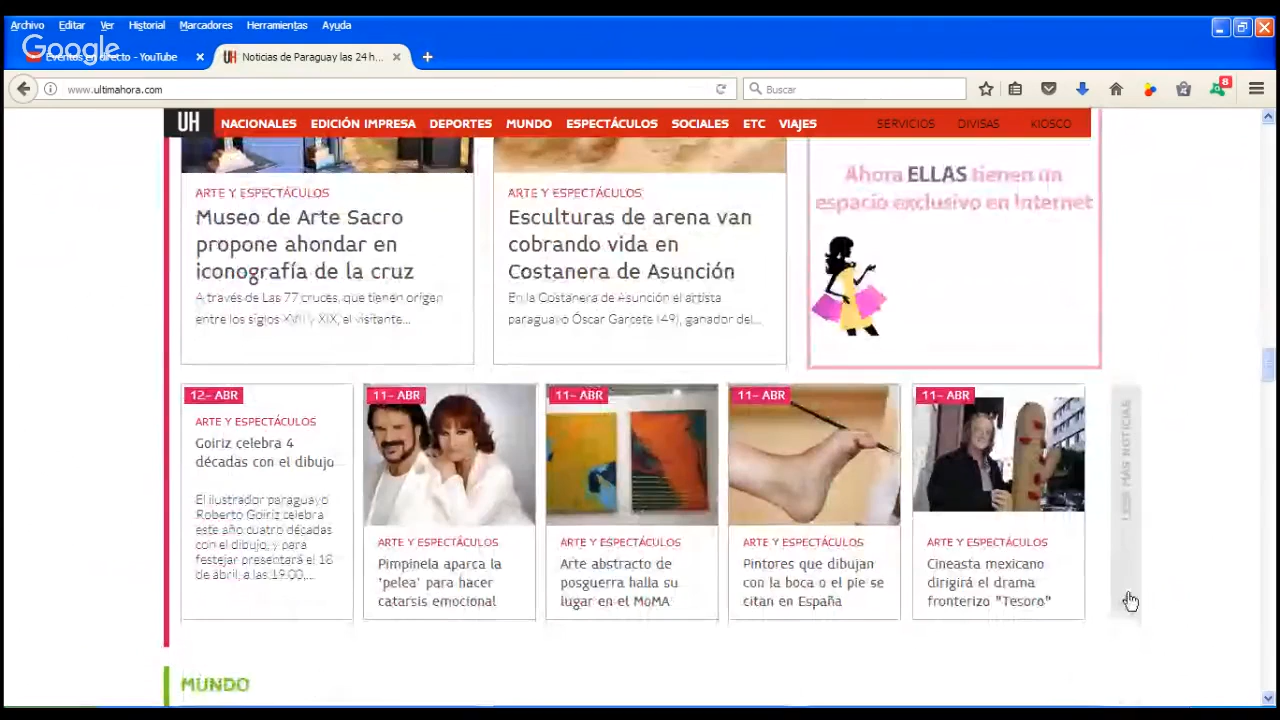 Archivo Editar Ver Historial Marcadores Herramientas Ayuda
Google
Eventos en directo - YouTube
UH Noticias de Paraguay las 24 h...
www.ultimahora.com
Buscar
8
UH NACIONALES EDICIÓN IMPRESA DEPORTES MUNDO ESPECTÁCULOS SOCIALES ETC VIAJES SERVICIOS DIVISAS KIOSCO
ARTE Y ESPECTÁCULOS
Museo de Arte Sacro
propone ahondar en
iconografía de la cruz
A través de Las 77 cruces, que tienen origen
entre los siglos XVII y XIX, el visitante...
ARTE Y ESPECTÁCULOS
Esculturas de arena van
cobrando vida en
Costanera de Asunción
En la Costanera de Asunción el artista
paraguayo Óscar Garcete (49), ganador del...
Ahora ELLAS tienen un
espacio exclusivo en Internet
12- ABR
ARTE Y ESPECTÁCULOS
Goiriz celebra 4
décadas con el dibujo
El ilustrador paraguayo
Roberto Goiriz celebra
este año cuatro décadas
con el dibujo, y para
festejar presentará el 18
de abril, a las 19:00,...
11- ABR
ARTE Y ESPECTÁCULOS
Pimpinela aparca la
'pelea' para hacer
catarsis emocional
11- ABR
ARTE Y ESPECTÁCULOS
Arte abstracto de
posguerra halla su
lugar en el MoMA
11- ABR
ARTE Y ESPECTÁCULOS
Pintores que dibujan
con la boca o el pie se
citan en España
11- ABR
ARTE Y ESPECTÁCULOS
Cineasta mexicano
dirigirá el drama
fronterizo "Tesoro"
LEER MÁS NOTICIAS
MUNDO